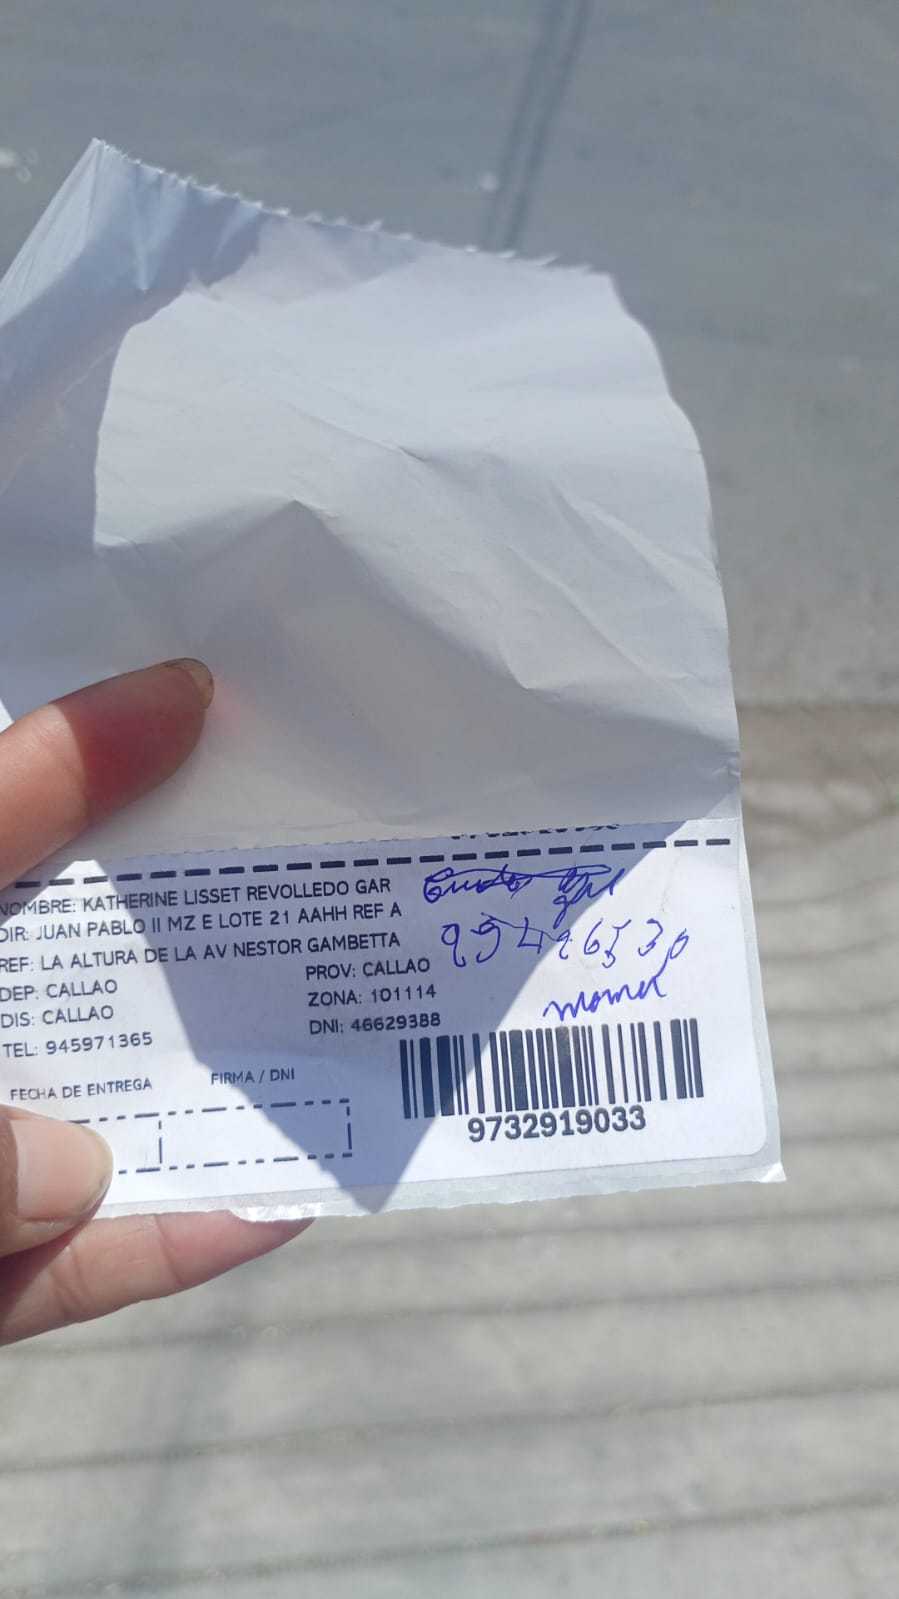 NOMBRE: KATHERINE LISSET REVOLLEDO GAR
DIR: JUAN PABLO II MZ E LOTE 21 AAHH REF A
REF: LA ALTURA DE LA AV NESTOR GAMBETTA
DEP: CALLAO PROV: CALLAO
DIS: CALLAO ZONA: 101114
TEL: 945971365 DNI: 46629388
FECHA DE ENTREGA FIRMA / DNI
mamá
9732919033